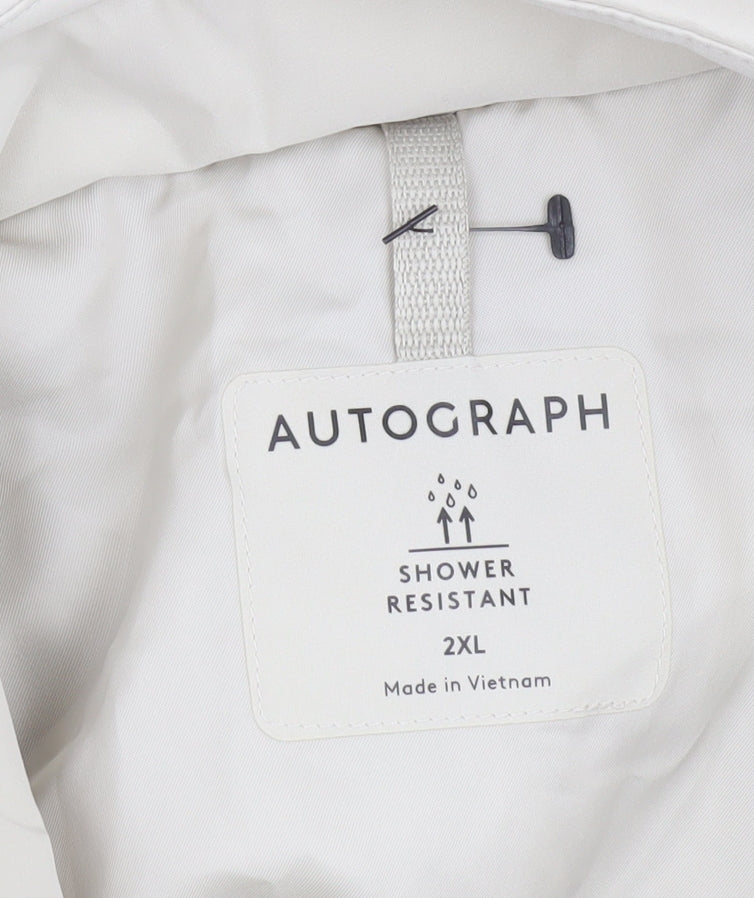 AUTOGRAPH
SHOWER
RESISTANT
2XL
Made in Vietnam